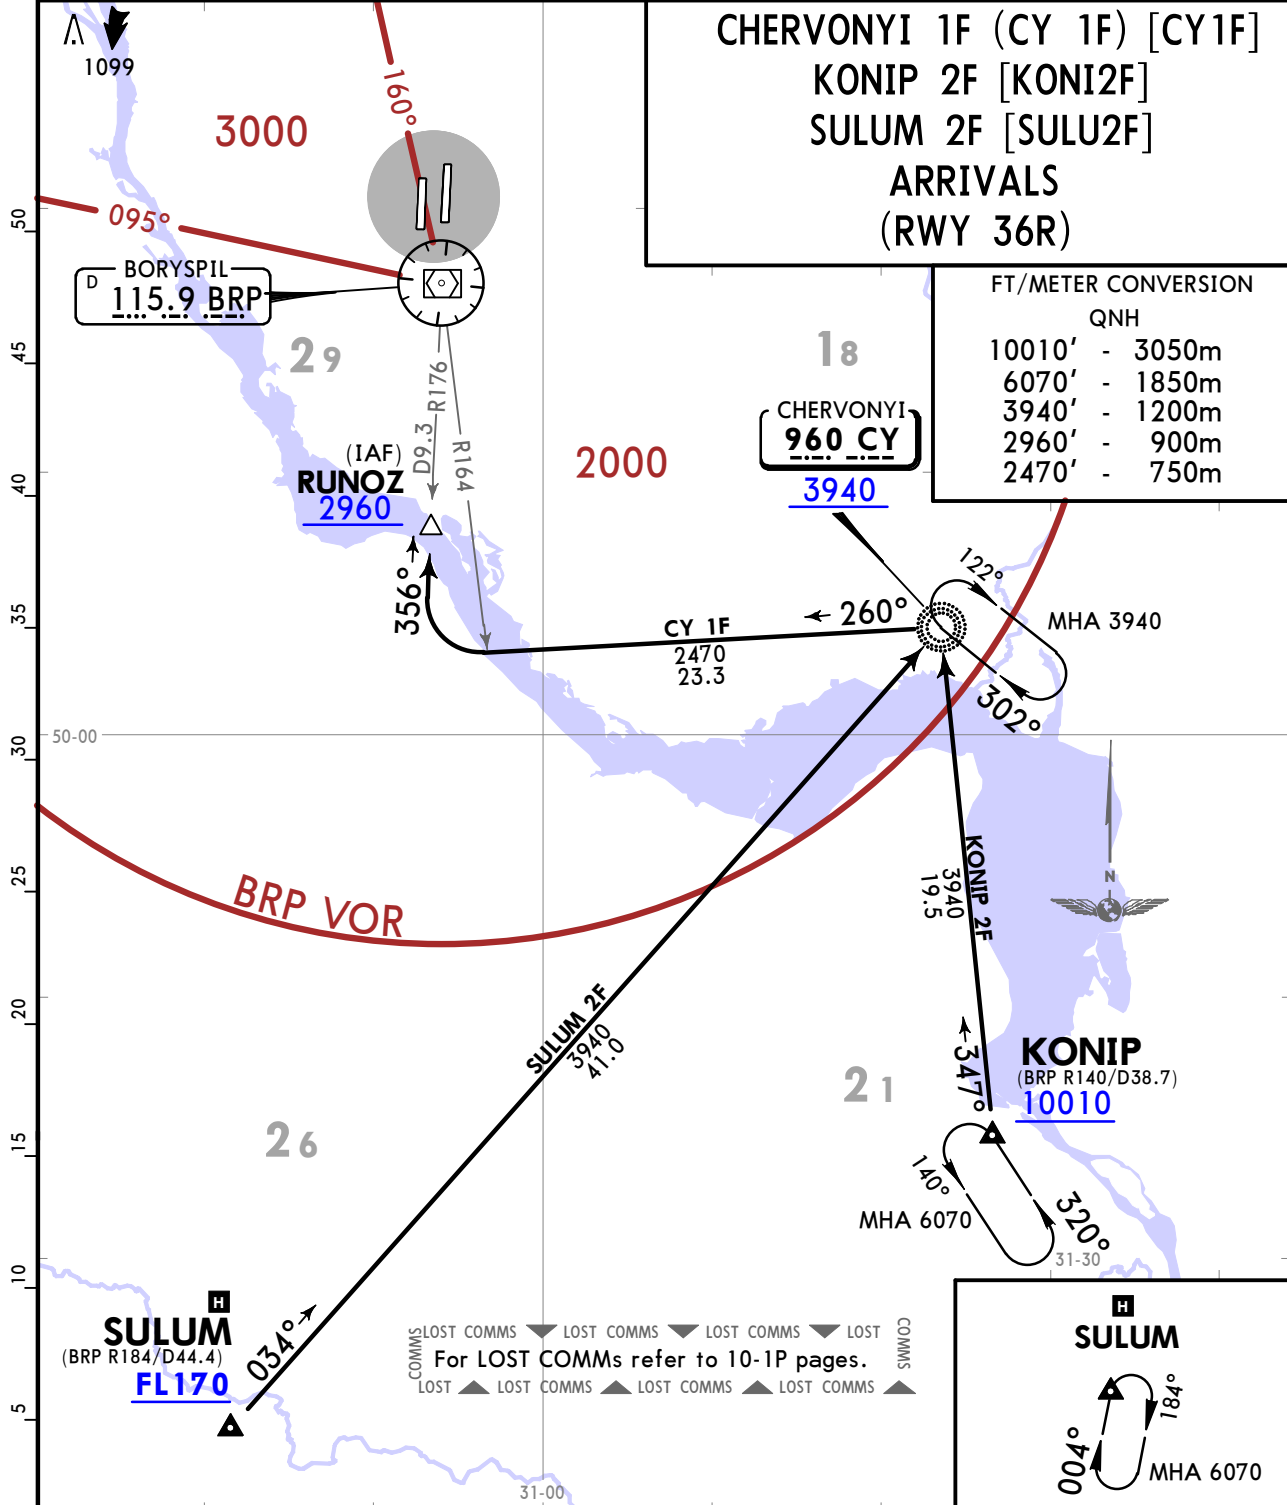 CHERVONYI 1F (CY 1F) [CY1F]
KONIP 2F [KONI2F]
SULUM 2F [SULU2F]
ARRIVALS
(RWY 36R)
FT/METER CONVERSION
QNH
10010' - 3050m
6070' - 1850m
3940' - 1200m
2960' - 900m
2470' - 750m
1099
3000
160°
095°
BORYSPIL
D 115.9 BRP
29
18
D9.3
R176
R164
(IAF)
RUNOZ
2960
2000
CHERVONYI
960 CY
3940
356°
CY 1F
2470
23.3
260°
122°
MHA 3940
302°
50-00
BRP VOR
KONIP 2F
3940
19.5
N
SULUM 2F
3940
41.0
347°
KONIP
(BRP R140/D38.7)
10010
21
26
140°
MHA 6070
320°
31-30
H
SULUM
(BRP R184/D44.4)
FL170
034°
COMMS LOST COMMS LOST COMMS LOST COMMS LOST COMMS
For LOST COMMs refer to 10-1P pages.
LOST LOST COMMS LOST COMMS LOST COMMS
H
SULUM
184°
004°
MHA 6070
31-00
50
45
40
35
30
25
20
15
10
5